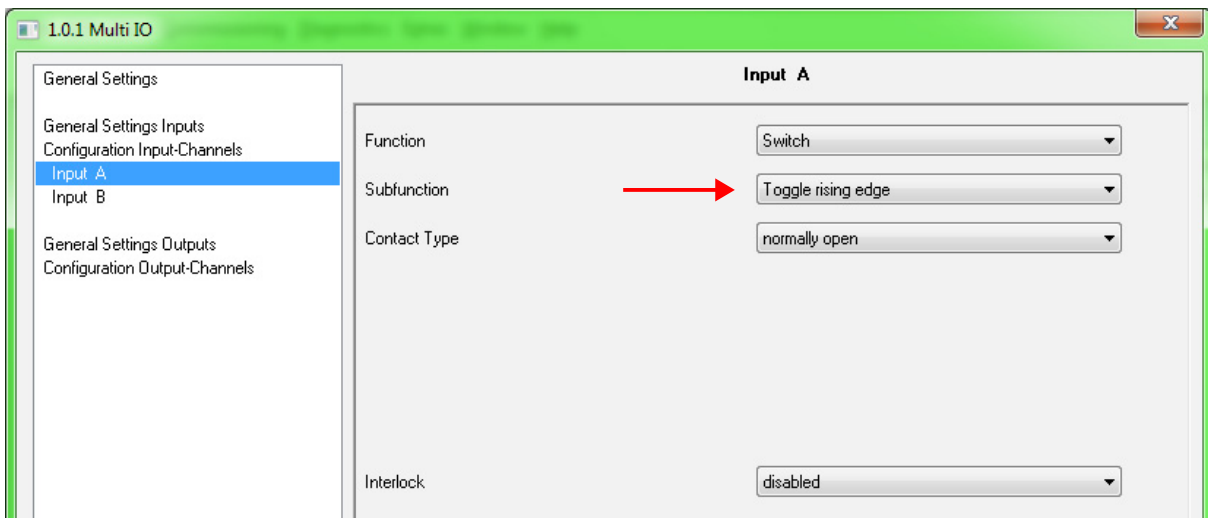 1.0.1 Multi IO
General Settings
General Settings Inputs
Configuration Input-Channels
Input A
Input B
General Settings Outputs
Configuration Output-Channels
Input A
Function
Switch
Subfunction
Toggle rising edge
Contact Type
normally open
Interlock
disabled